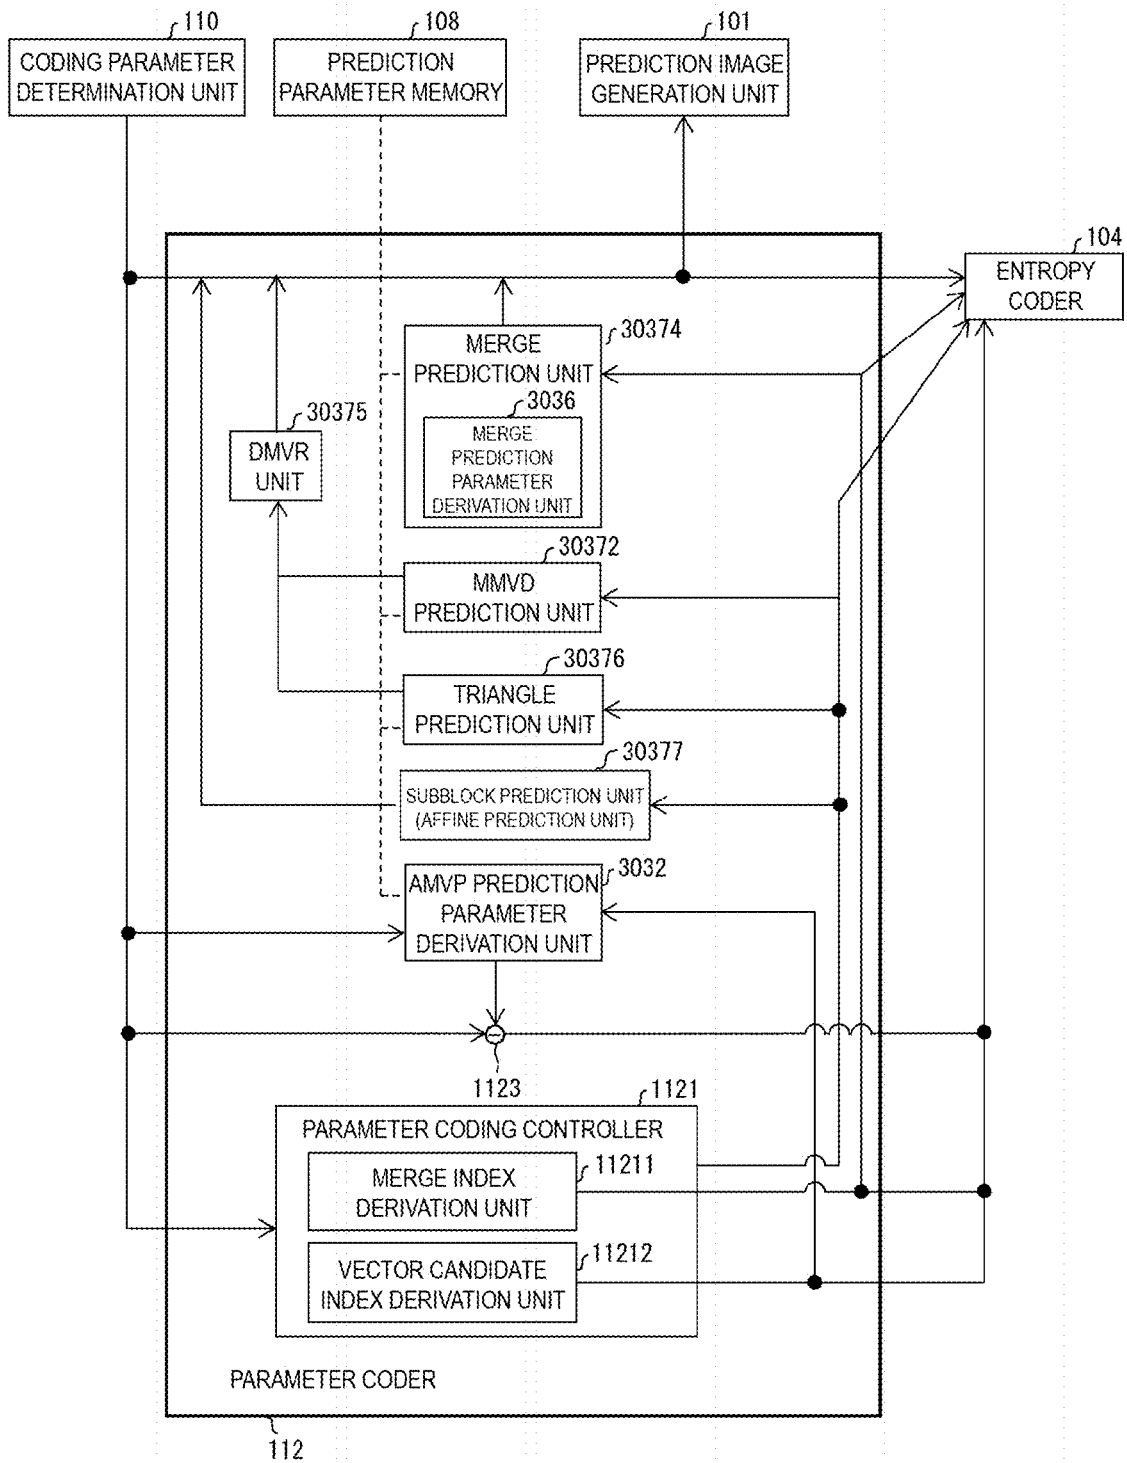 110
CODING PARAMETER
DETERMINATION UNIT
108
PREDICTION
PARAMETER MEMORY
101
PREDICTION IMAGE
GENERATION UNIT
104
ENTROPY
CODER
30374
MERGE
PREDICTION UNIT
3036
MERGE
PREDICTION
PARAMETER
DERIVATION UNIT
30375
DMVR
UNIT
30372
MMVD
PREDICTION UNIT
30376
TRIANGLE
PREDICTION UNIT
30377
SUBBLOCK PREDICTION UNIT
(AFFINE PREDICTION UNIT)
3032
AMVP PREDICTION
PARAMETER
DERIVATION UNIT
1123
1121
PARAMETER CODING CONTROLLER
11211
MERGE INDEX
DERIVATION UNIT
11212
VECTOR CANDIDATE
INDEX DERIVATION UNIT
PARAMETER CODER
112